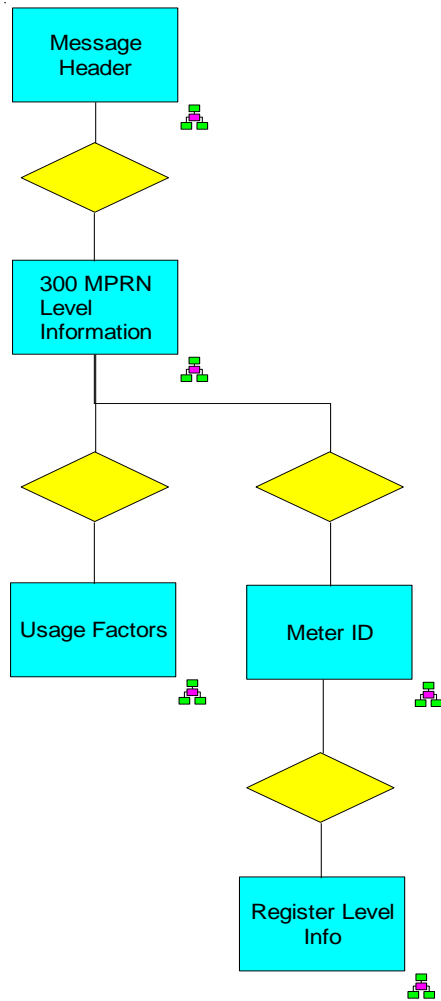 Message
Header
300 MPRN
Level
Information
Usage Factors
Meter ID
Register Level
Info